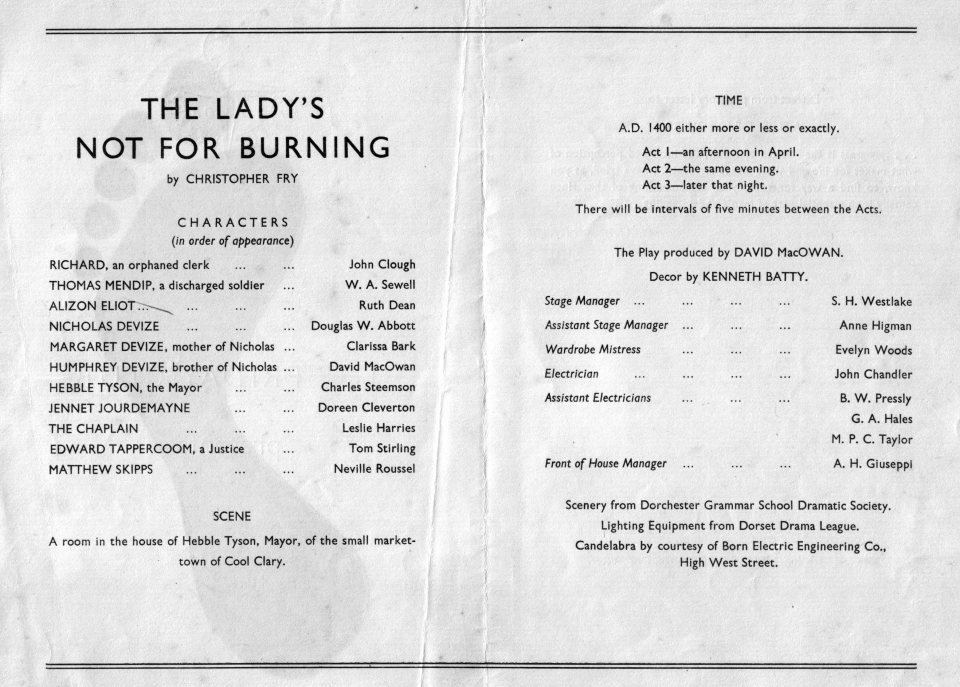 THE LADY'S
NOT FOR BURNING
by CHRISTOPHER FRY
CHARACTERS
(in order of appearance)
RICHARD, an orphaned clerk ... ... John Clough
THOMAS MENDIP, a discharged soldier ... W. A. Sewell
ALIZON ELIOT ... ... ... ... Ruth Dean
NICHOLAS DEVIZE ... ... ... Douglas W. Abbott
MARGARET DEVIZE, mother of Nicholas ... Clarissa Bark
HUMPHREY DEVIZE, brother of Nicholas ... David MacOwan
HEBBLE TYSON, the Mayor ... ... Charles Steemson
JENNET JOURDEMAYNE ... ... Doreen Cleverton
THE CHAPLAIN ... ... ... Leslie Harries
EDWARD TAPPERCOOM, a Justice ... Tom Stirling
MATTHEW SKIPPS ... ... ... Neville Roussel
SCENE
A room in the house of Hebble Tyson, Mayor, of the small market-
town of Cool Clary.
TIME
A.D. 1400 either more or less or exactly.
Act 1—an afternoon in April.
Act 2—the same evening.
Act 3—later that night.
There will be intervals of five minutes between the Acts.
The Play produced by DAVID MacOWAN.
Decor by KENNETH BATTY.
Stage Manager ... ... ... ... S. H. Westlake
Assistant Stage Manager ... ... ... Anne Higman
Wardrobe Mistress ... ... ... Evelyn Woods
Electrician ... ... ... ... John Chandler
Assistant Electricians ... ... ... B. W. Pressly
G. A. Hales
M. P. C. Taylor
Front of House Manager ... ... ... A. H. Giuseppi
Scenery from Dorchester Grammar School Dramatic Society.
Lighting Equipment from Dorset Drama League.
Candelabra by courtesy of Born Electric Engineering Co.,
High West Street.